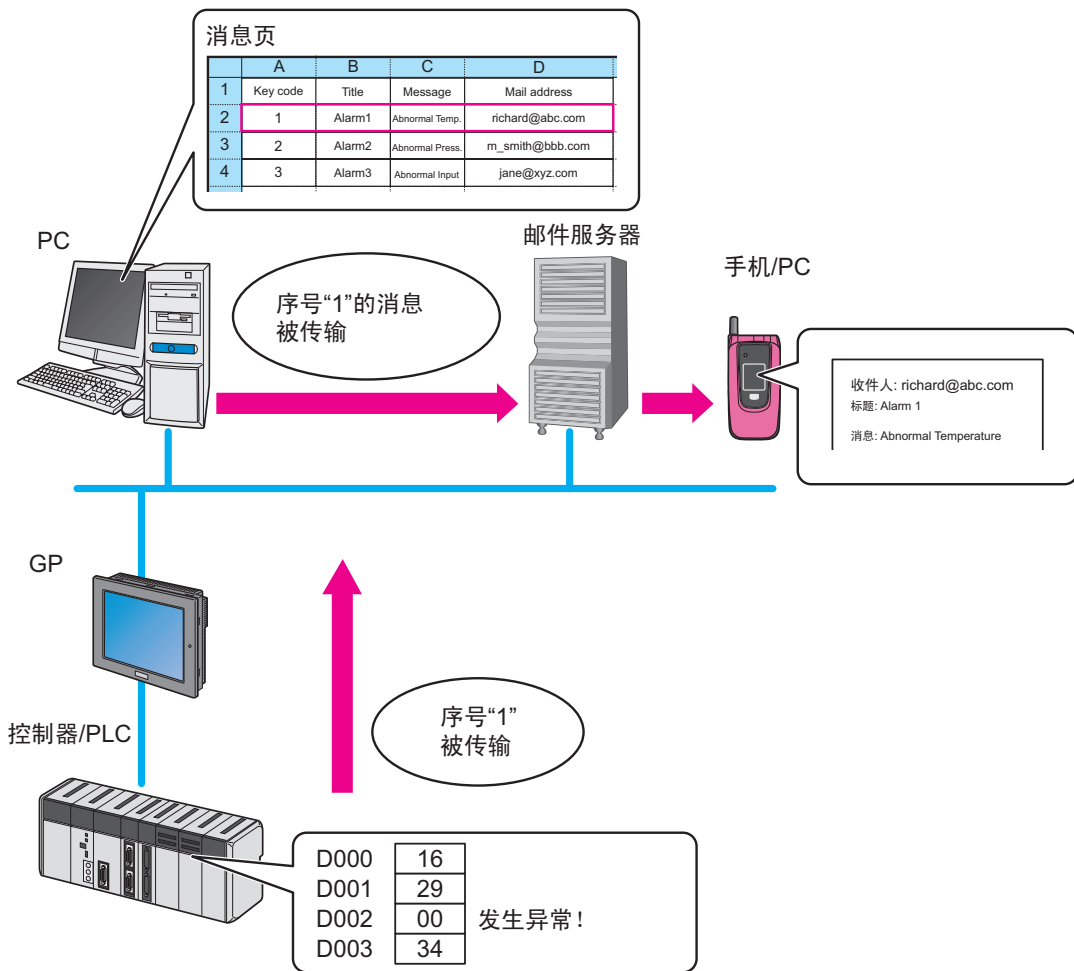 消息页
A B C D
1 Key code Title Message Mail address
2 1 Alarm1 Abnormal Temp. richard@abc.com
3 2 Alarm2 Abnormal Press. m_smith@bbb.com
4 3 Alarm3 Abnormal Input jane@xyz.com
PC
邮件服务器
手机/PC
序号“1”的消息
被传输
收件人: richard@abc.com
标题: Alarm 1
消息: Abnormal Temperature
GP
序号“1”
被传输
控制器/PLC
D000 16
D001 29
D002 00 发生异常!
D003 34